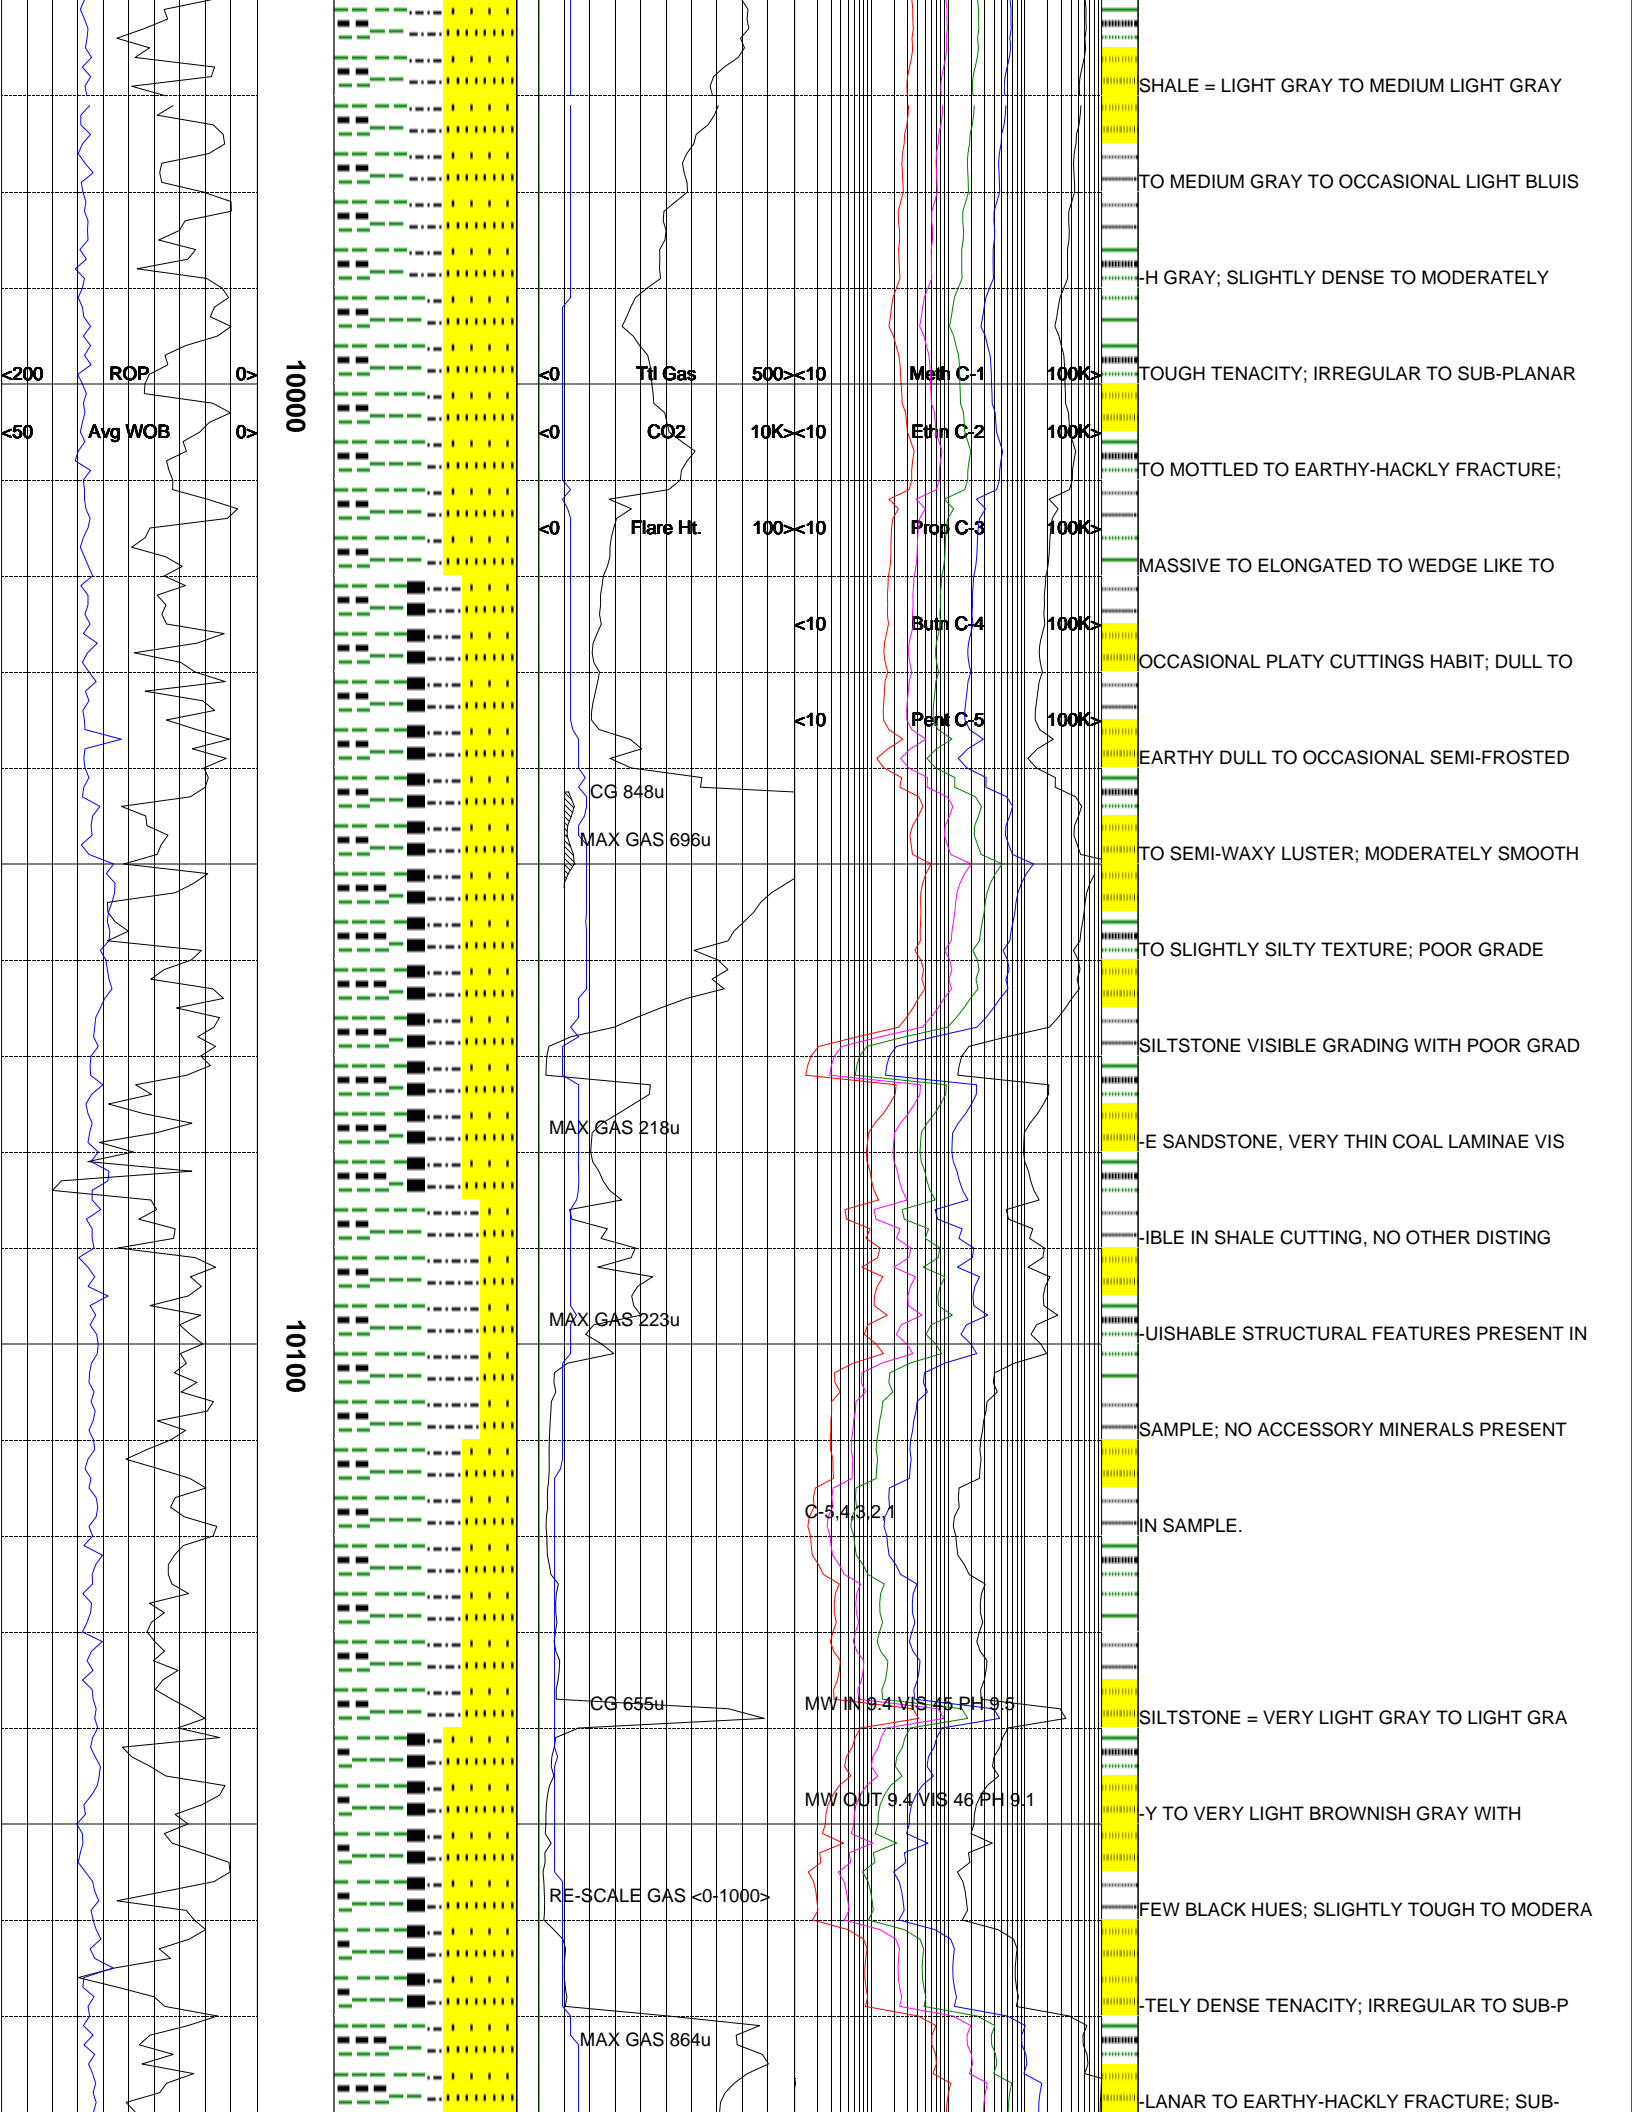 SHALE = LIGHT GRAY TO MEDIUM LIGHT GRAY
TO MEDIUM GRAY TO OCCASIONAL LIGHT BLUIS
-H GRAY; SLIGHTLY DENSE TO MODERATELY
<200 ROP 0>
10000
<0 Ttl Gas 500>
<10 Meth C-1 100K>
TOUGH TENACITY; IRREGULAR TO SUB-PLANAR
<50 Avg WOB 0>
<0 CO2 10K>
<10 Ethn C-2 100K>
TO MOTTLED TO EARTHY-HACKLY FRACTURE;
<0 Flare Ht. 100>
<10 Prop C-3 100K>
MASSIVE TO ELONGATED TO WEDGE LIKE TO
<10 Butn C-4 100K>
OCCASIONAL PLATY CUTTINGS HABIT; DULL TO
<10 Pent C-5 100K>
EARTHY DULL TO OCCASIONAL SEMI-FROSTED
CG 848u
MAX GAS 696u
TO SEMI-WAXY LUSTER; MODERATELY SMOOTH
TO SLIGHTLY SILTY TEXTURE; POOR GRADE
SILTSTONE VISIBLE GRADING WITH POOR GRAD
MAX GAS 218u
-E SANDSTONE, VERY THIN COAL LAMINAE VIS
-IBLE IN SHALE CUTTING, NO OTHER DISTING
MAX GAS 223u
-UISHABLE STRUCTURAL FEATURES PRESENT IN
10100
SAMPLE; NO ACCESSORY MINERALS PRESENT
C-5,4,3,2,1
IN SAMPLE.
CG 655u
MW IN 9.4 VIS 45 PH 9.5
SILTSTONE = VERY LIGHT GRAY TO LIGHT GRA
MW OUT 9.4 VIS 46 PH 9.1
-Y TO VERY LIGHT BROWNISH GRAY WITH
RE-SCALE GAS <0-1000>
FEW BLACK HUES; SLIGHTLY TOUGH TO MODERA
-TELY DENSE TENACITY; IRREGULAR TO SUB-P
MAX GAS 864u
-LANAR TO EARTHY-HACKLY FRACTURE; SUB-